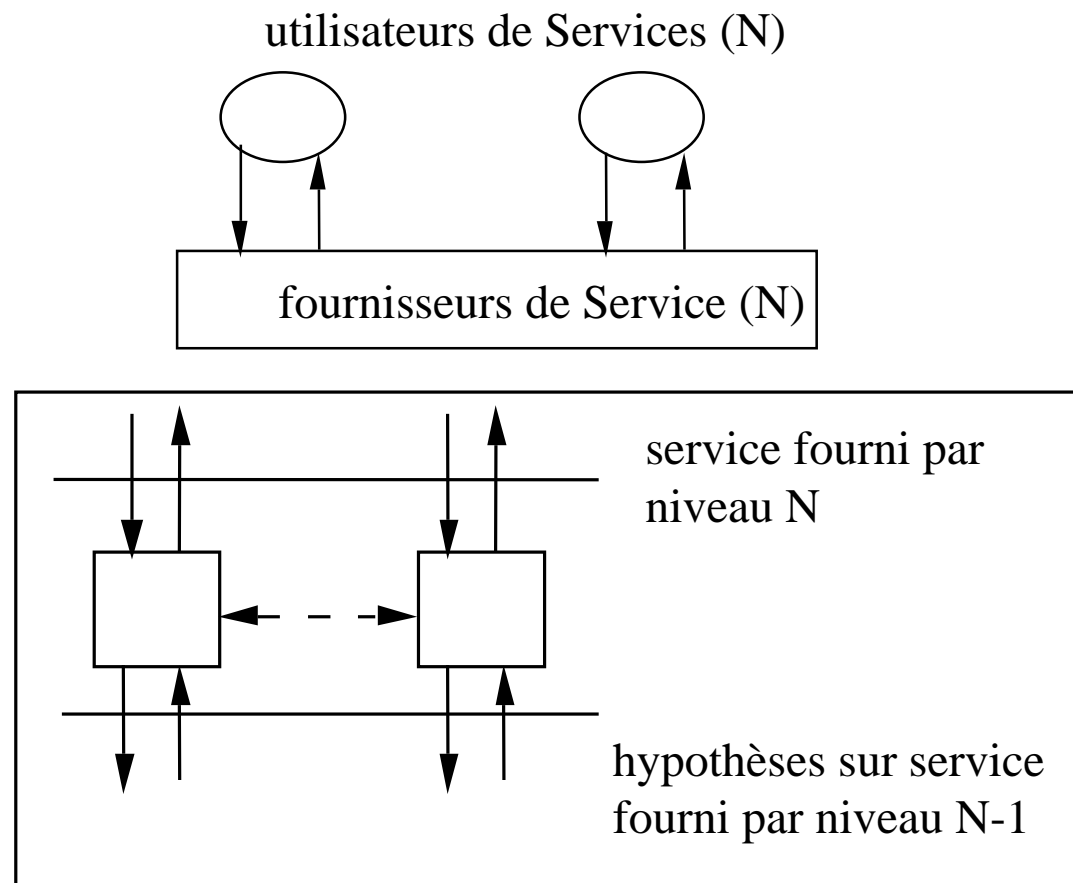 utilisateurs de Services (N)
fournisseurs de Service (N)
service fourni par
niveau N
hypothèses sur service
fourni par niveau N-1